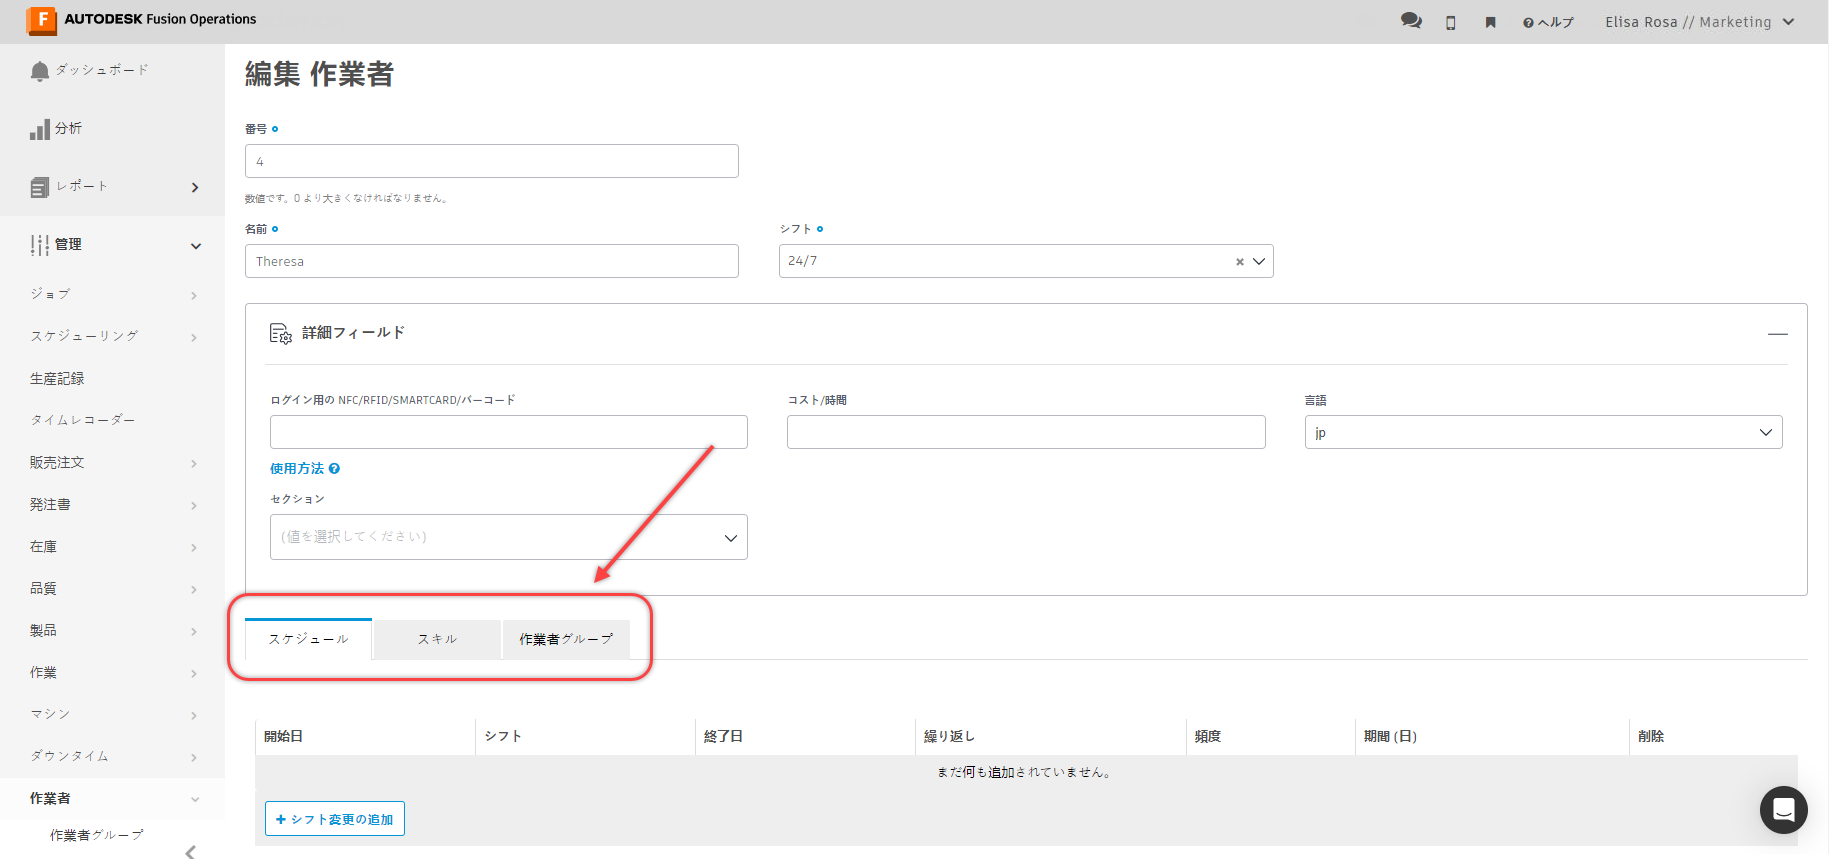 AUTODESK Fusion Operations
ヘルプ
Elisa Rosa // Marketing
ダッシュボード
分析
レポート
管理
ジョブ
スケジューリング
生産記録
タイムレコーダー
販売注文
発注書
在庫
品質
製品
作業
マシン
ダウンタイム
作業者
作業者グループ
編集 作業者
番号
4
数値です。0 より大きくなければなりません。
名前
シフト
Theresa
24/7
詳細フィールド
ログイン用の NFC/RFID/SMARTCARD/バーコード
コスト/時間
言語
jp
使用方法
セクション
(値を選択してください)
スケジュール
スキル
作業者グループ
開始日
シフト
終了日
繰り返し
頻度
期間 (日)
削除
まだ何も追加されていません。
+ シフト変更の追加